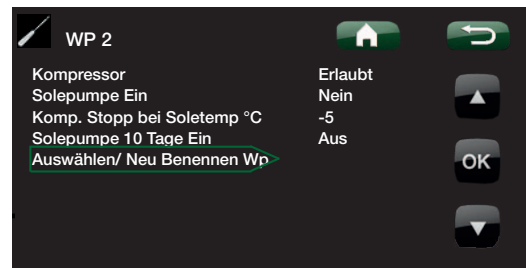 WP 2
Kompressor Erlaubt
Solepumpe Ein Nein
Komp. Stopp bei Soletemp °C -5
Solepumpe 10 Tage Ein Aus
Auswählen/ Neu Benennen Wp
OK